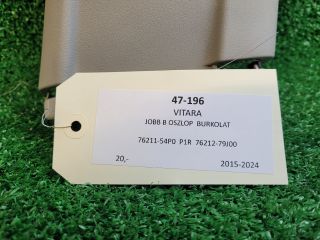 47-196
VITARA
JOBB B OSZLOP BURKOLAT
76211-54P0 P1R 76212-79J00
20,- 2015-2024